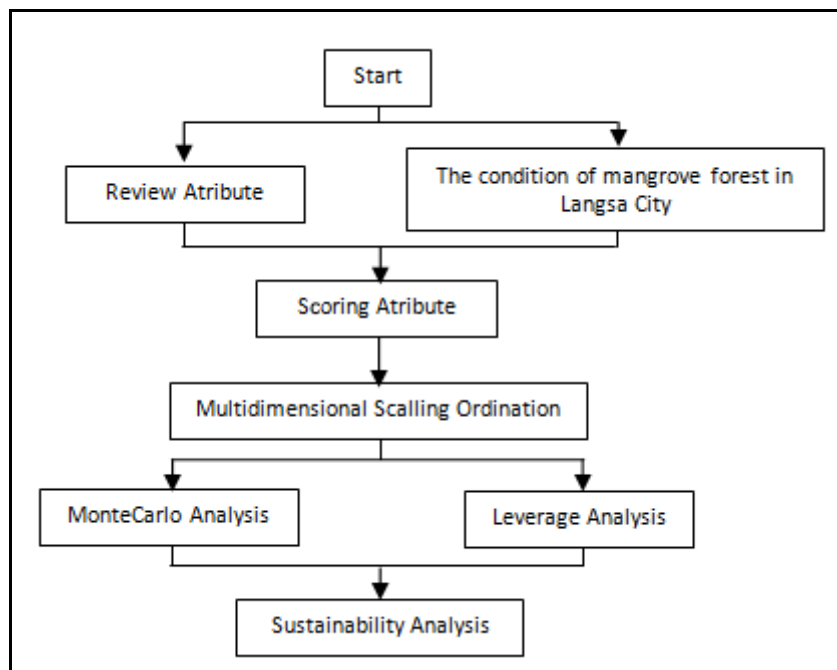 Start
Review Atribute
The condition of mangrove forest in
Langsa City
Scoring Atribute
Multidimensional Scalling Ordination
MonteCarlo Analysis
Leverage Analysis
Sustainability Analysis